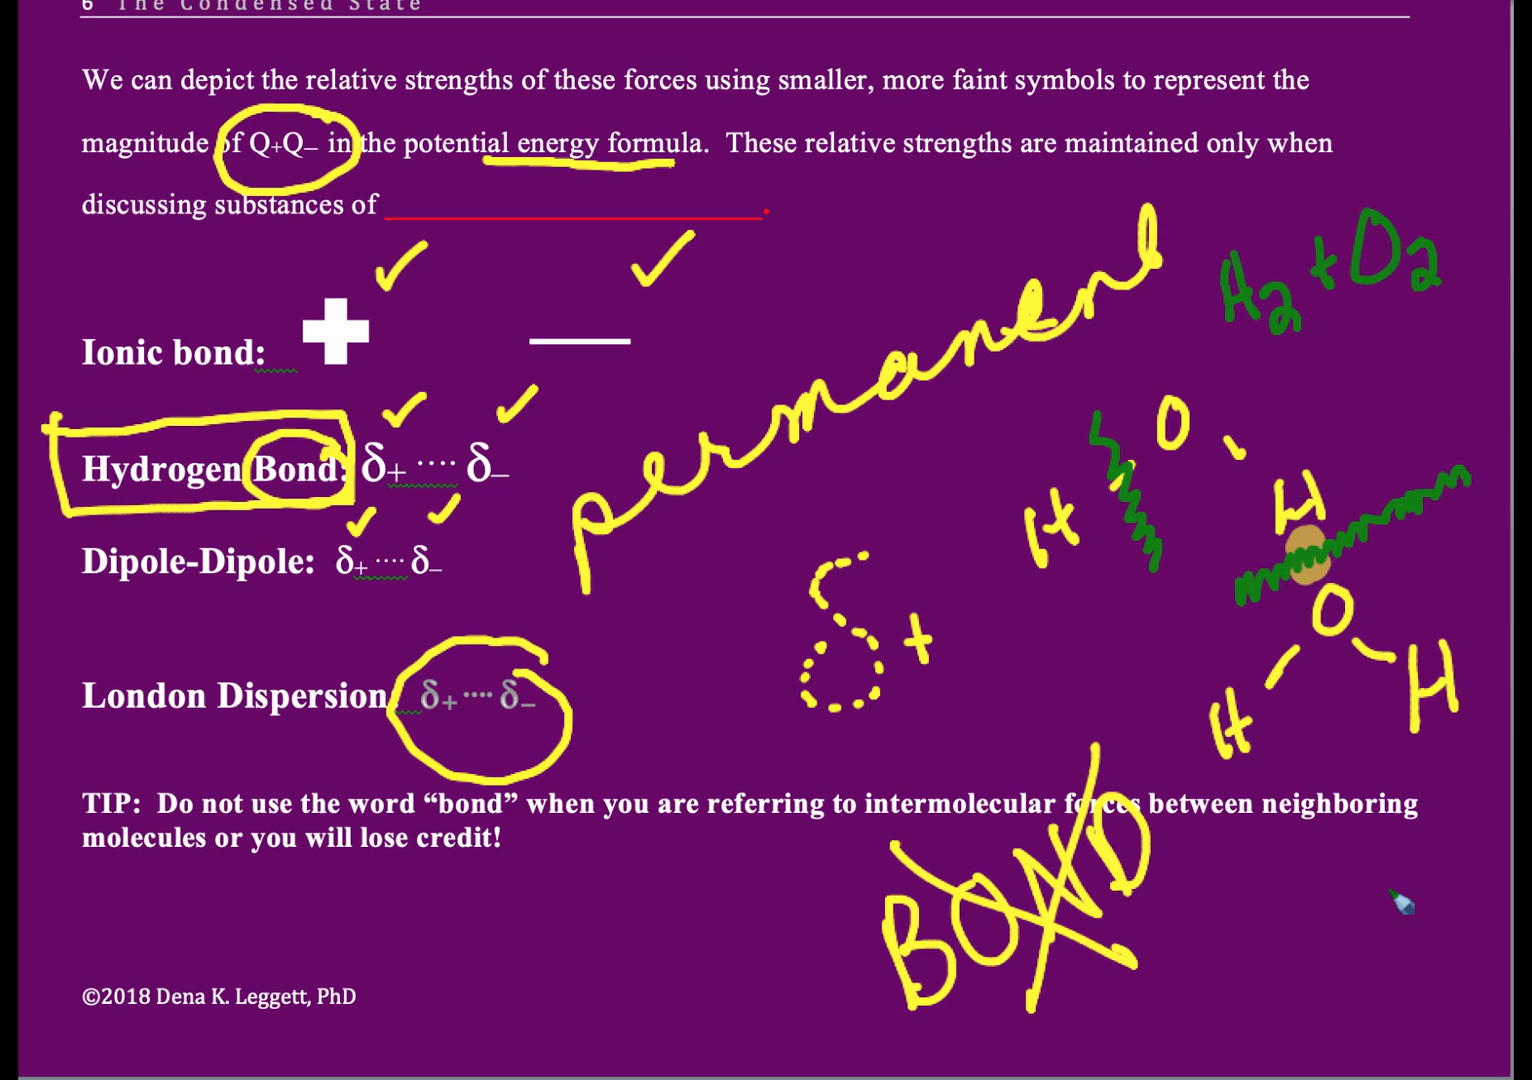 6 The Condensed State
We can depict the relative strengths of these forces using smaller, more faint symbols to represent the
magnitude of Q+Q− in the potential energy formula. These relative strengths are maintained only when
discussing substances of ______________________.
H2 + O2
Ionic bond: + −
permanent
O
Hydrogen Bond: δ+ ···· δ−
H
H
Dipole-Dipole: δ+ ···· δ−
O
δ+
London Dispersion: δ+ ···· δ−
H H
TIP: Do not use the word “bond” when you are referring to intermolecular forces between neighboring
molecules or you will lose credit!
BOND
©2018 Dena K. Leggett, PhD